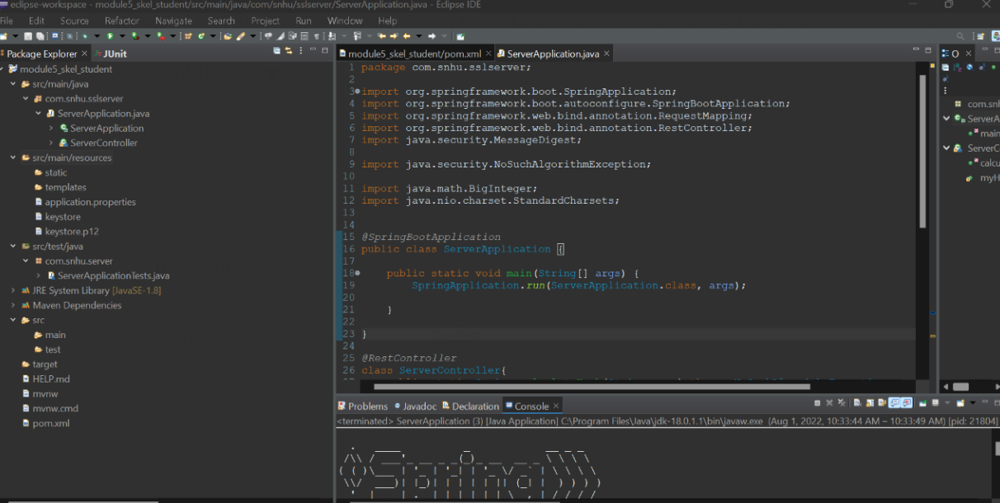 eclipse-workspace - module5_skel_student/src/main/java/com/snhu/sslserver/ServerApplication.java - Eclipse IDE
File Edit Source Refactor Navigate Search Project Run Window Help
Package Explorer JUnit
module5_skel_student
src/main/java
com.snhu.sslserver
ServerApplication.java
ServerApplication
ServerController
src/main/resources
static
templates
application.properties
keystore
keystore.p12
src/test/java
com.snhu.server
ServerApplicationTests.java
JRE System Library [JavaSE-1.8]
Maven Dependencies
src
main
test
target
HELP.md
mvnw
mvnw.cmd
pom.xml
module5_skel_student/pom.xml ServerApplication.java
1 package com.snhu.sslserver;
2
3 import org.springframework.boot.SpringApplication;
4 import org.springframework.boot.autoconfigure.SpringBootApplication;
5 import org.springframework.web.bind.annotation.RequestMapping;
6 import org.springframework.web.bind.annotation.RestController;
7 import java.security.MessageDigest;
8
9 import java.security.NoSuchAlgorithmException;
10
11 import java.math.BigInteger;
12 import java.nio.charset.StandardCharsets;
13
14
15 @SpringBootApplication
16 public class ServerApplication {
17
18 public static void main(String[] args) {
19 SpringApplication.run(ServerApplication.class, args);
20
21 }
22
23 }
24
25 @RestController
26 class ServerController{
O
com.snh
ServerA
main
ServerC
calcu
myH
Problems Javadoc Declaration Console
<terminated> ServerApplication (3) [Java Application] C:\Program Files\Java\jdk-18.0.1.1\bin\javaw.exe (Aug 1, 2022, 10:33:44 AM – 10:33:49 AM) [pid: 21804]
Spring